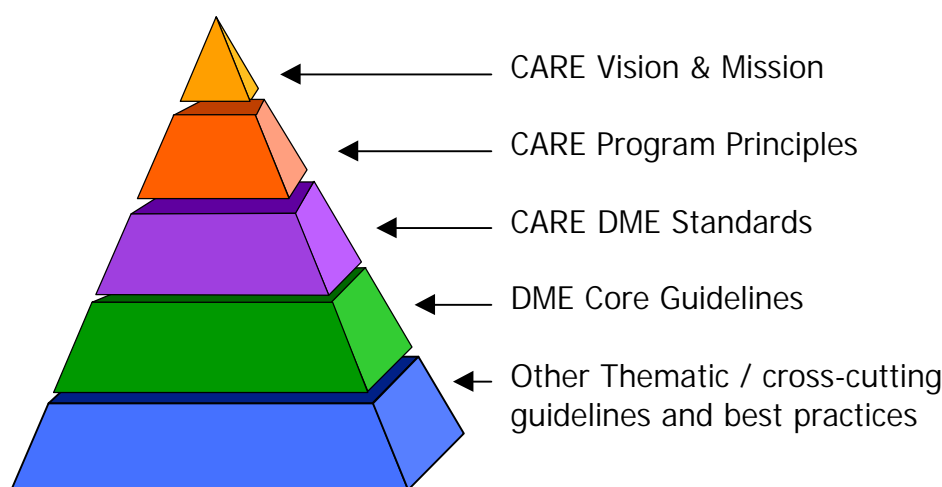 CARE Vision & Mission
CARE Program Principles
CARE DME Standards
DME Core Guidelines
Other Thematic / cross-cutting
guidelines and best practices